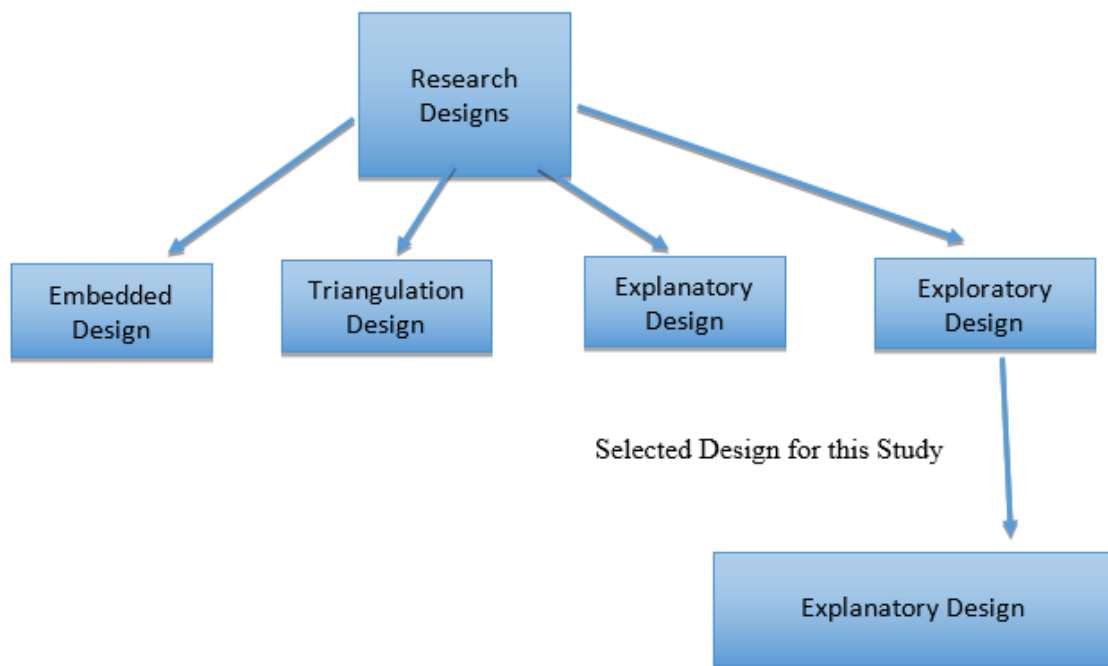 Research
Designs
Embedded
Design
Triangulation
Design
Explanatory
Design
Exploratory
Design
Selected Design for this Study
Explanatory Design